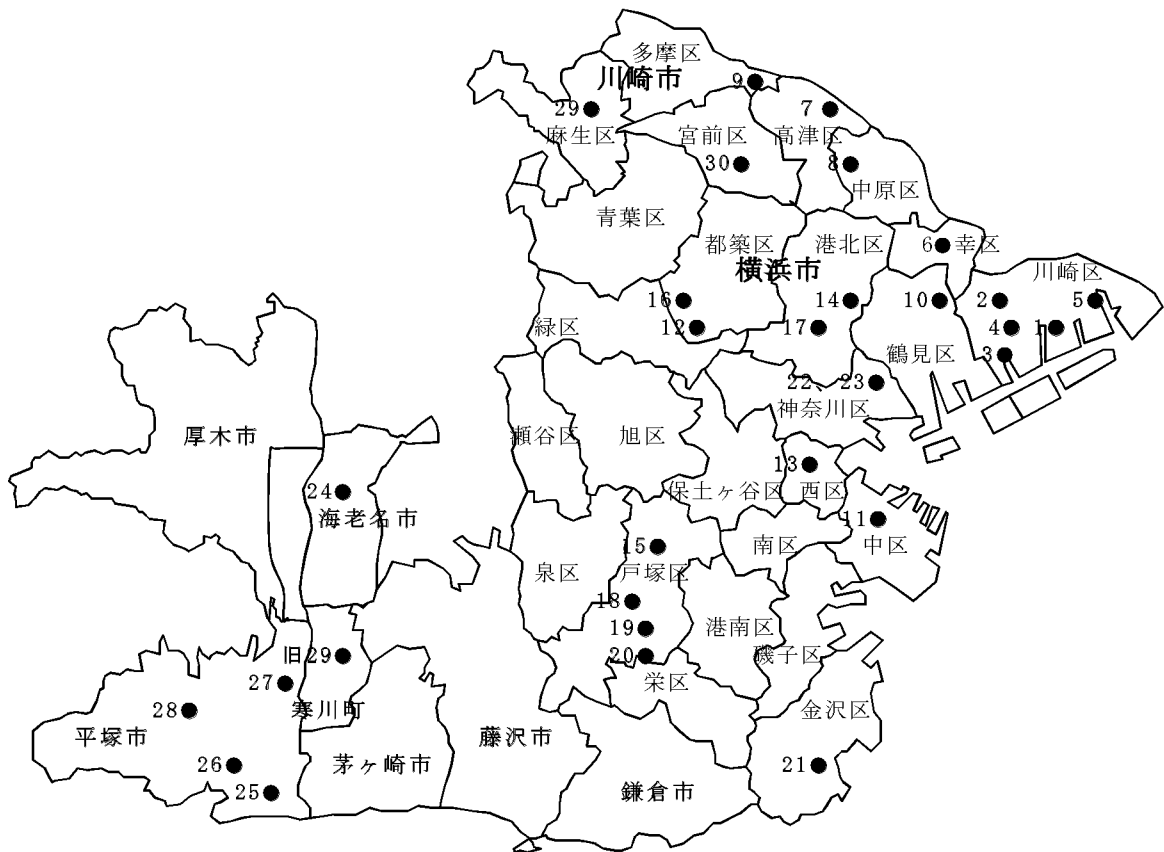 多摩区
川崎市
9
29
7
麻生区
宮前区
高津区
30
8
中原区
青葉区
都築区
港北区
6
幸区
横浜市
川崎区
16
14
10
2
5
緑区
12
17
4
1
鶴見区
3
22、23
神奈川区
厚木市
瀬谷区
旭区
13
24
保土ヶ谷区
西区
海老名市
11
15
南区
中区
泉区
戸塚区
18
19
港南区
旧29
20
磯子区
栄区
27
28
寒川町
金沢区
平塚市
藤沢市
26
茅ヶ崎市
21
25
鎌倉市